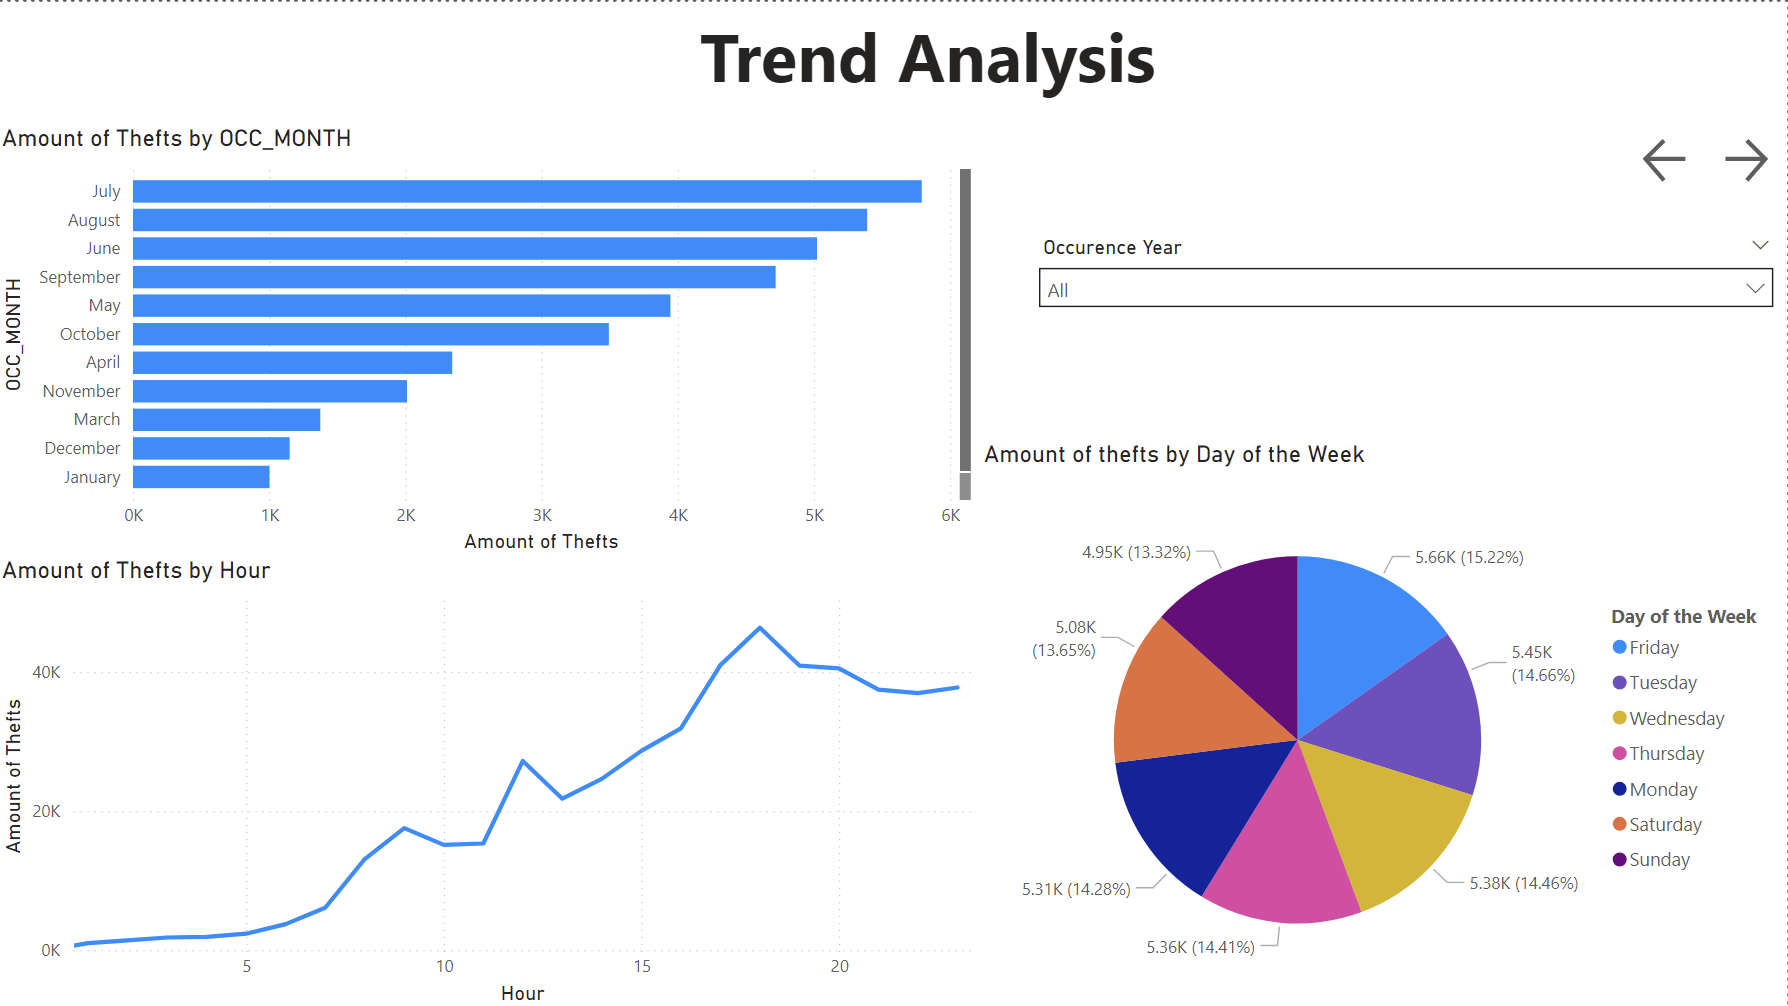 Trend Analysis
Amount of Thefts by OCC_MONTH
OCC_MONTH
July
August
June
September
May
October
April
November
March
December
January
0K 1K 2K 3K 4K 5K 6K
Amount of Thefts
Occurence Year
All
Amount of Thefts by Hour
Amount of Thefts
40K
20K
0K
5 10 15 20
Hour
Amount of thefts by Day of the Week
4.95K (13.32%)
5.66K (15.22%)
5.08K
(13.65%)
5.45K
(14.66%)
5.31K (14.28%)
5.38K (14.46%)
5.36K (14.41%)
Day of the Week
Friday
Tuesday
Wednesday
Thursday
Monday
Saturday
Sunday